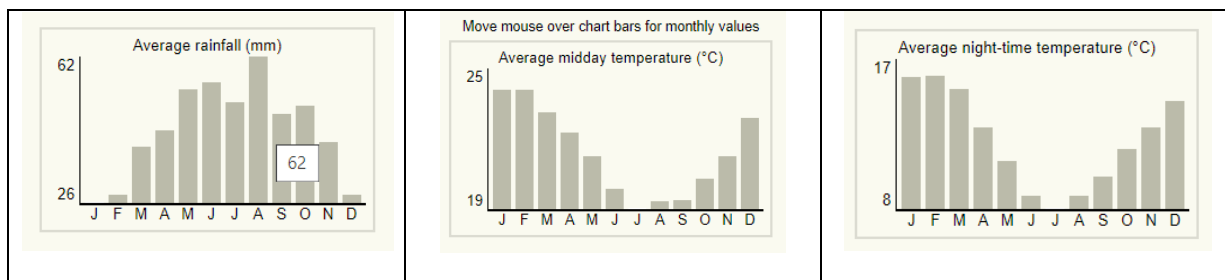 Average rainfall (mm)
62
62
26
J F M A M J J A S O N D
Move mouse over chart bars for monthly values
Average midday temperature (°C)
25
19
J F M A M J J A S O N D
Average night-time temperature (°C)
17
8
J F M A M J J A S O N D